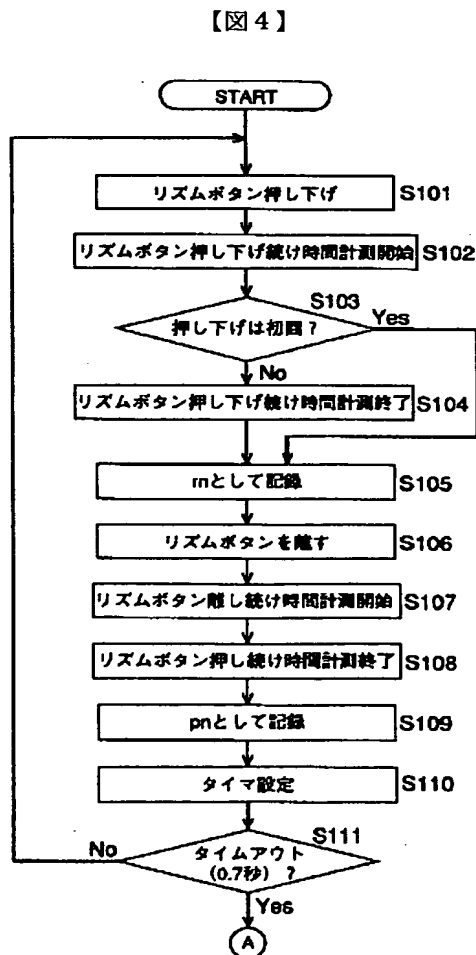 【図4】
START
リズムボタン押し下げ S101
リズムボタン押し下げ続け時間計測開始 S102
S103
押し下げは初回？ Yes
No
リズムボタン押し下げ続け時間計測終了 S104
rnとして記録 S105
リズムボタンを離す S106
リズムボタン離し続け時間計測開始 S107
リズムボタン押し続け時間計測終了 S108
pnとして記録 S109
タイマ設定 S110
S111
No タイムアウト
(0.7秒) ？
Yes
A